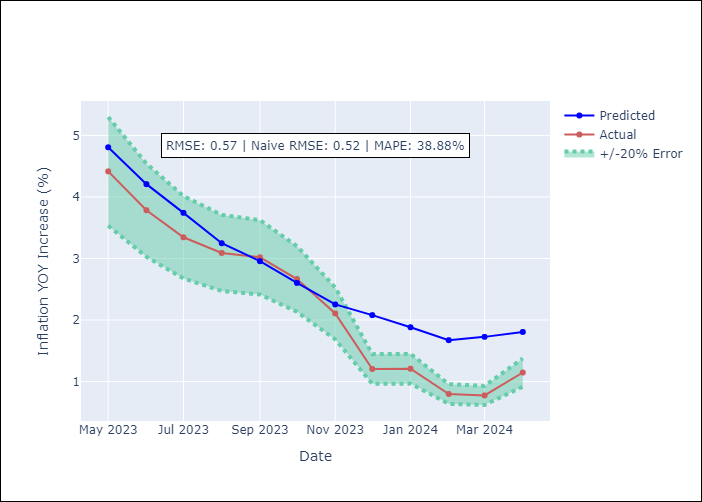 RMSE: 0.57 | Naive RMSE: 0.52 | MAPE: 38.88%
Predicted
Actual
+/-20% Error
Inflation YOY Increase (%)
5
4
3
2
1
May 2023
Jul 2023
Sep 2023
Nov 2023
Jan 2024
Mar 2024
Date